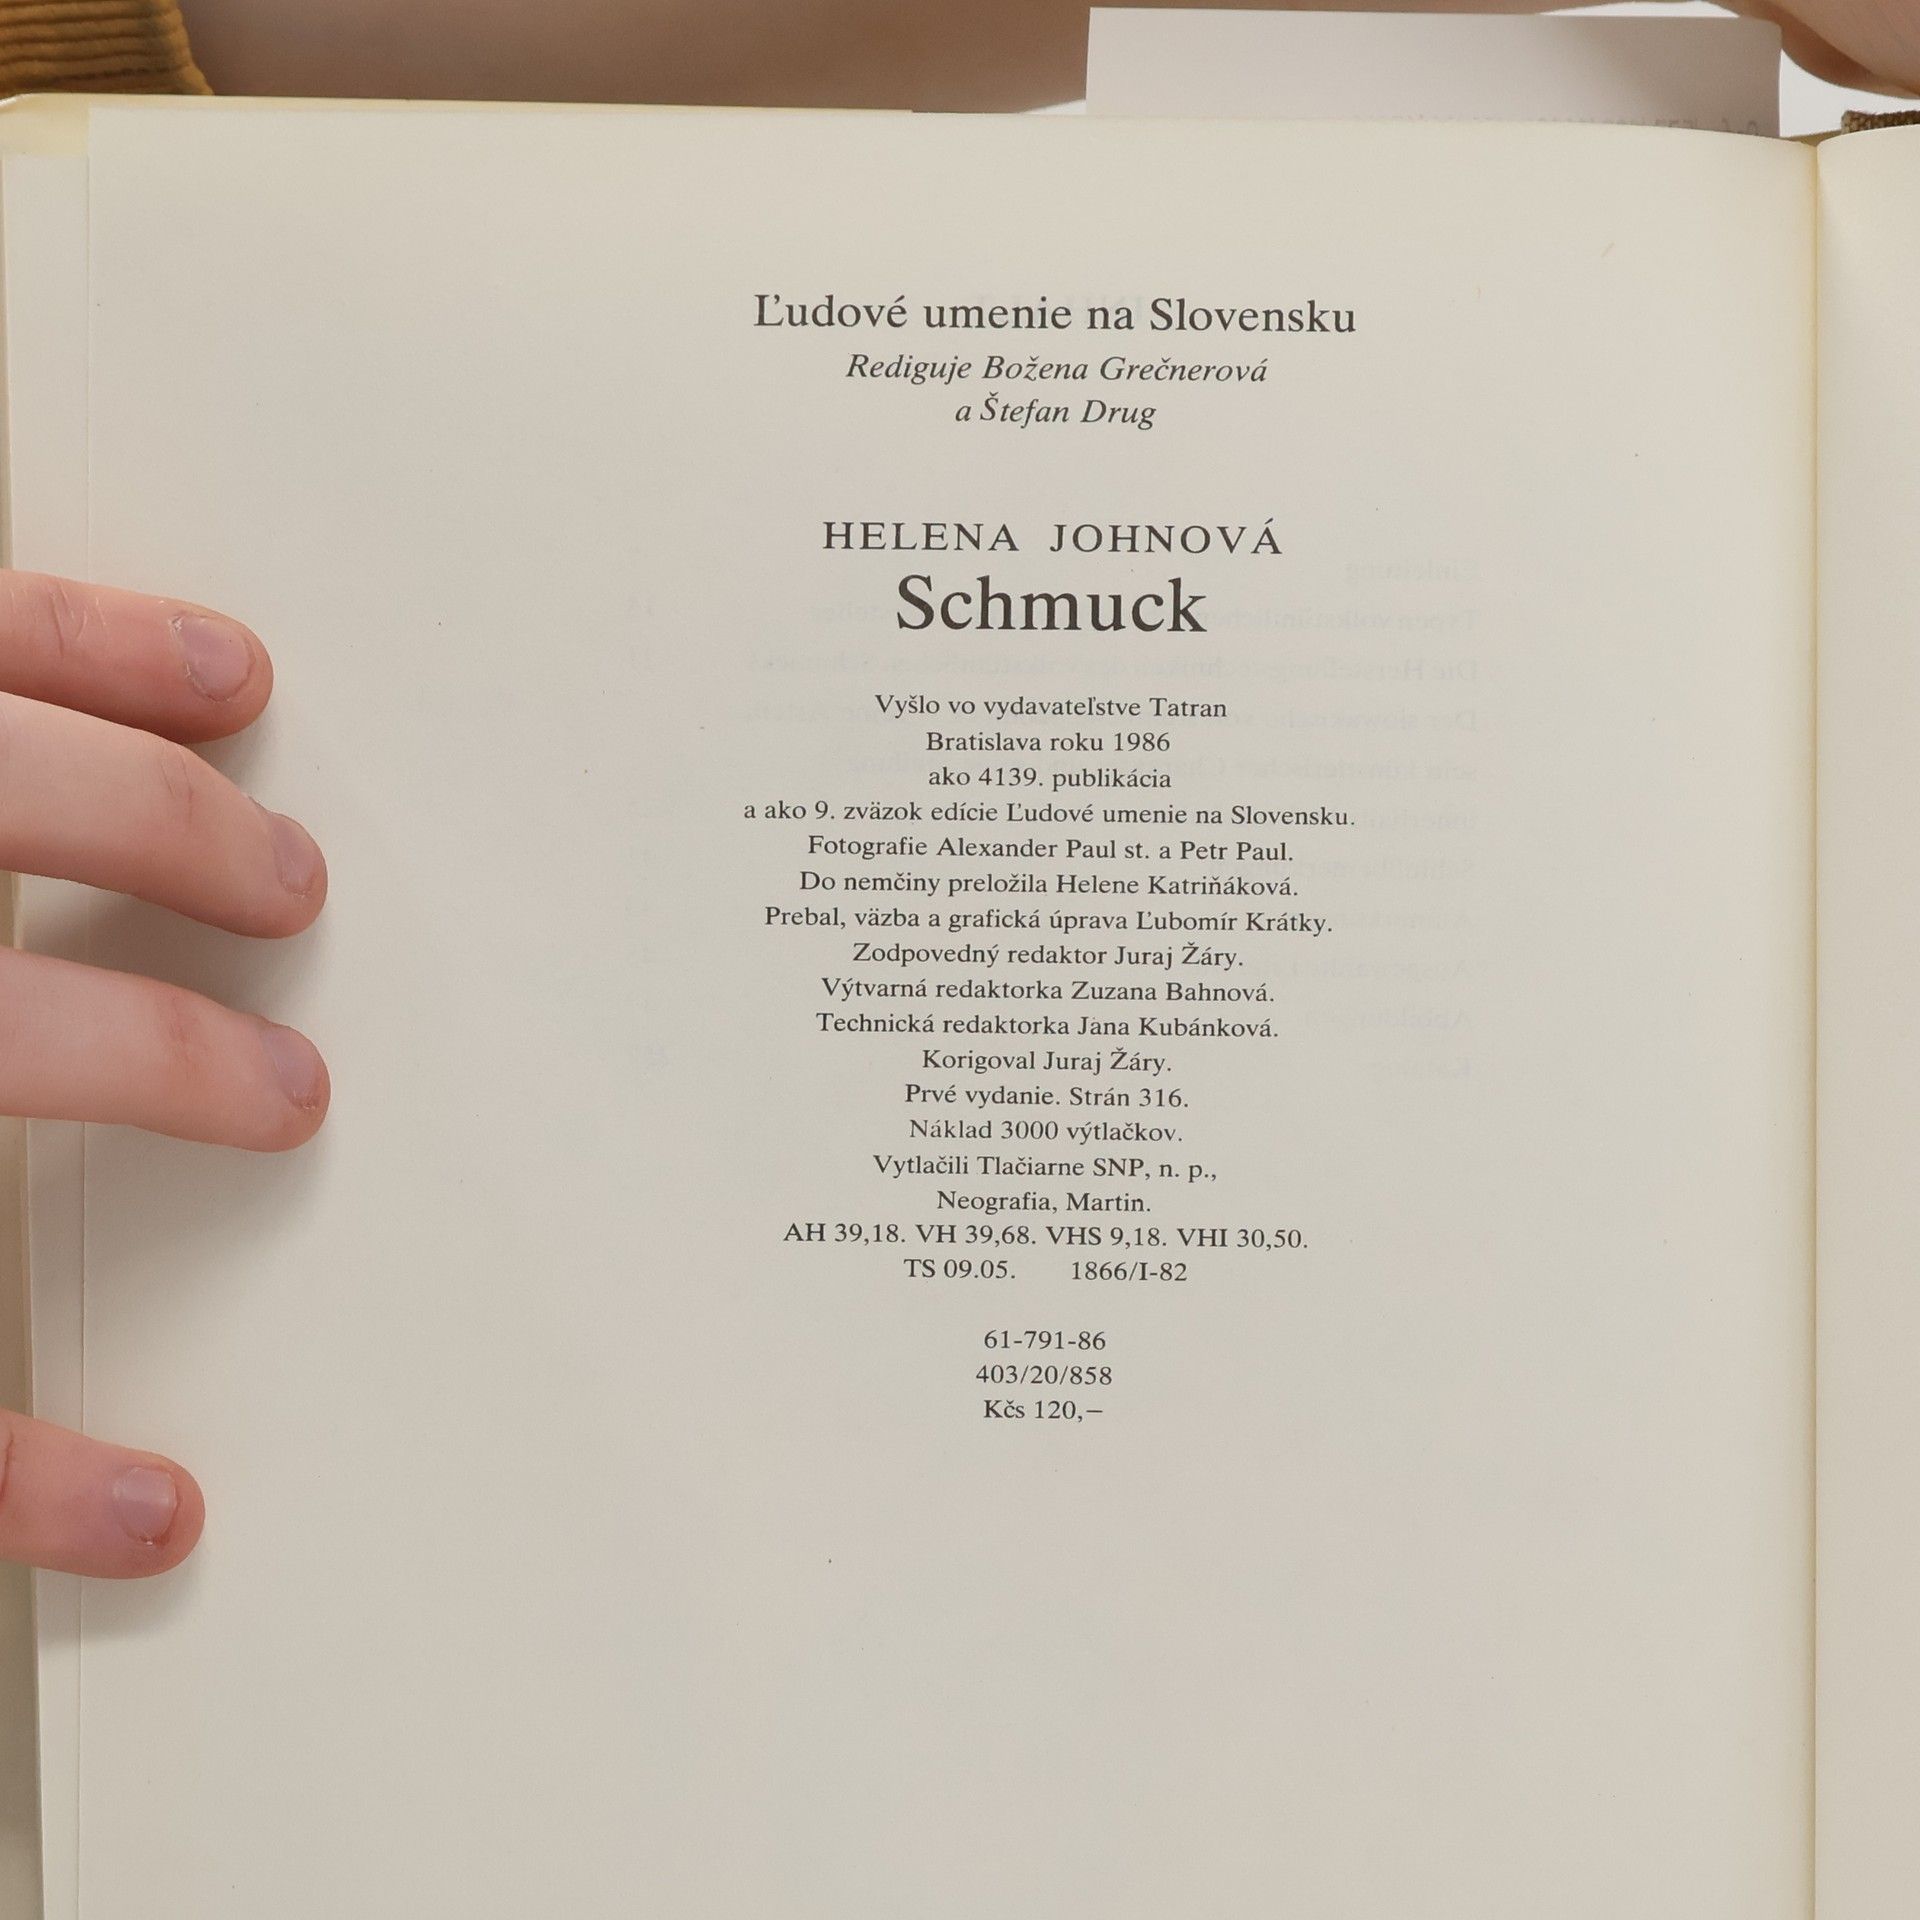 Ľudové umenie na Slovensku
Rediguje Božena Grečnerová
a Štefan Drug
HELENA JOHNOVÁ
Schmuck
Vyšlo vo vydavateľstve Tatran
Bratislava roku 1986
ako 4139. publikácia
a ako 9. zväzok edície Ľudové umenie na Slovensku.
Fotografie Alexander Paul st. a Petr Paul.
Do nemčiny preložila Helene Katriňáková.
Prebal, väzba a grafická úprava Ľubomír Krátky.
Zodpovedný redaktor Juraj Žáry.
Výtvarná redaktorka Zuzana Bahnová.
Technická redaktorka Jana Kubánková.
Korigoval Juraj Žáry.
Prvé vydanie. Strán 316.
Náklad 3000 výtlačkov.
Vytlačili Tlačiarne SNP, n. p.,
Neografia, Martin.
AH 39,18. VH 39,68. VHS 9,18. VHI 30,50.
TS 09.05. 1866/I-82
61-791-86
403/20/858
Kčs 120,—